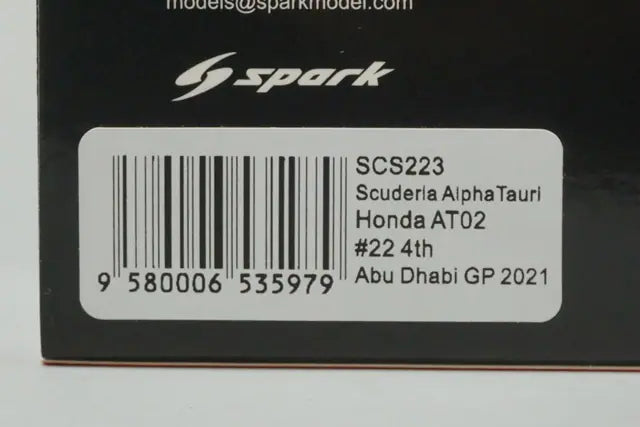 models@sparkmodel.com
spark
SCS223
Scuderia AlphaTauri
Honda AT02
#22 4th
Abu Dhabi GP 2021
9 580006 535979